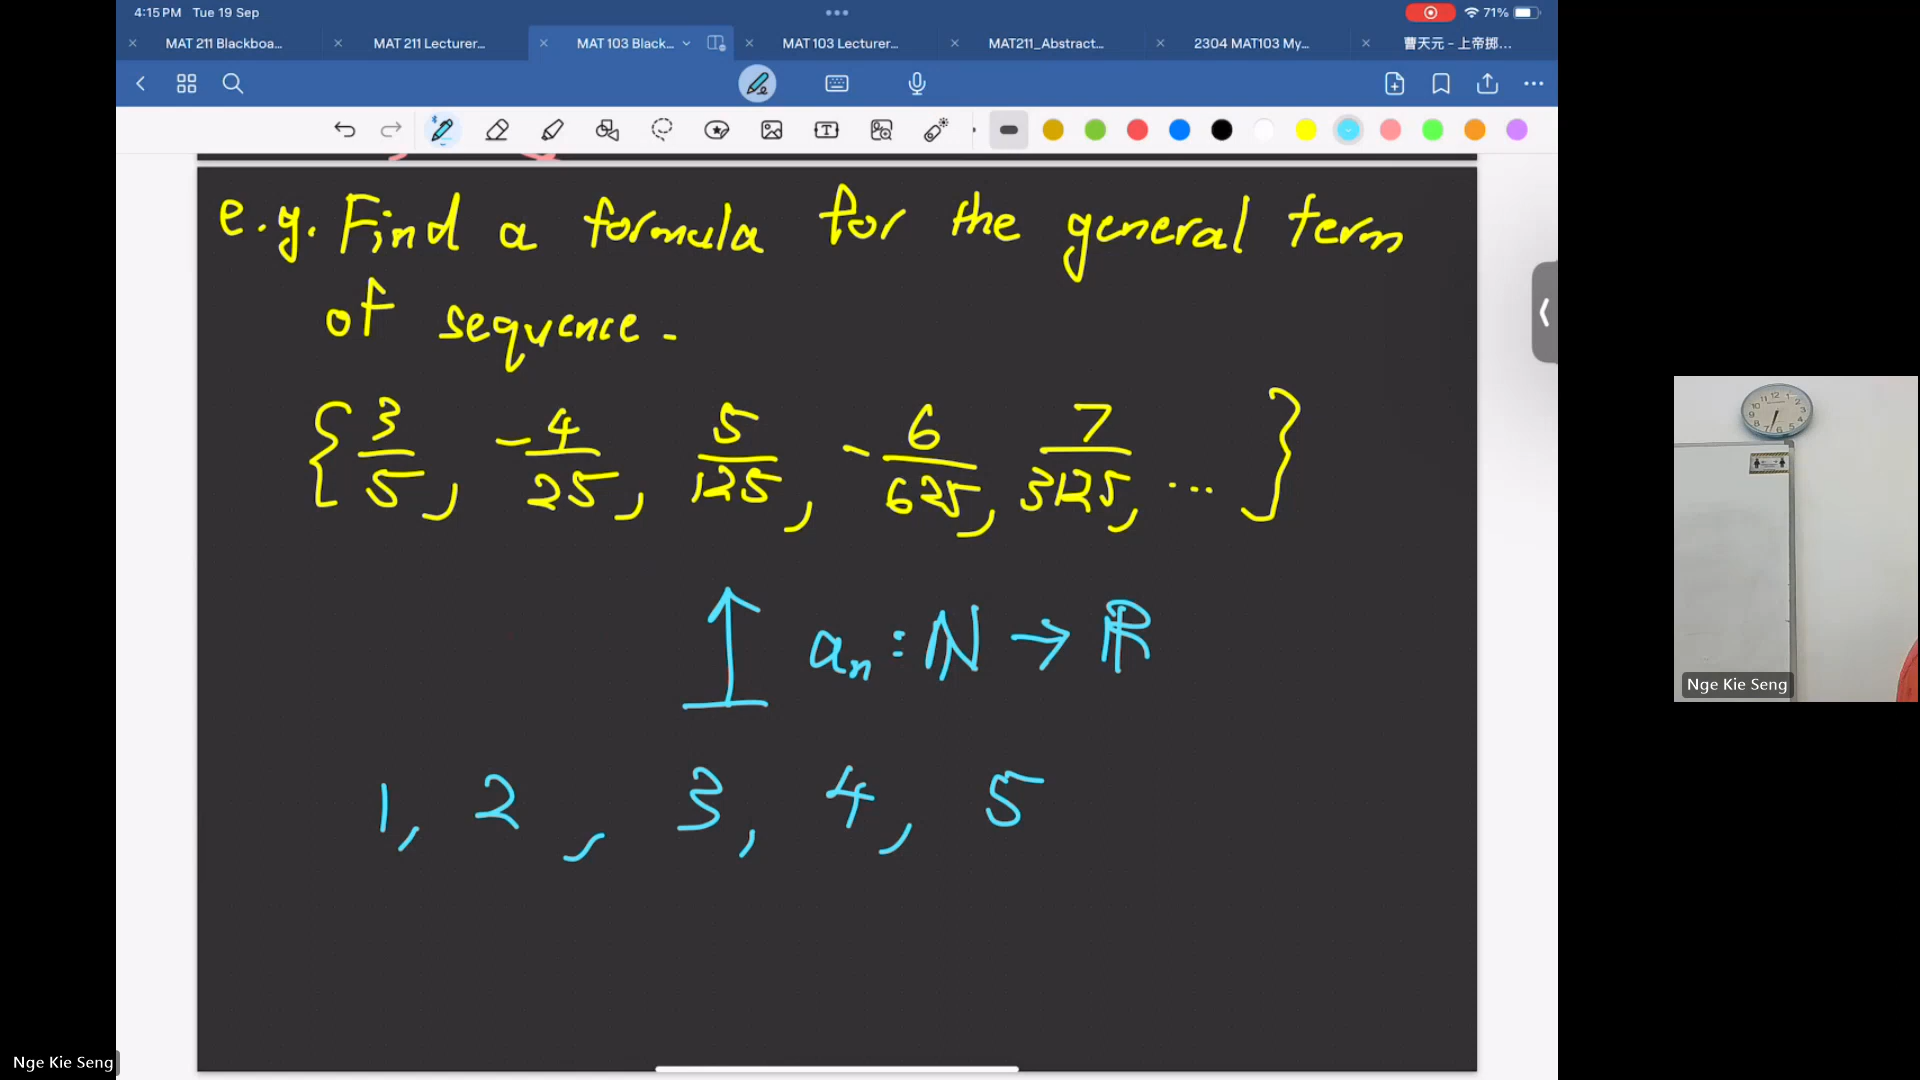 4:15 PM Tue 19 Sep
71%
MAT 211 Blackboa...
MAT 211 Lecturer...
MAT 103 Black...
MAT 103 Lecturer...
MAT211_Abstract...
2304 MAT103 My...
曹天元 - 上帝掷...
e.g. Find a formula for the general term
of sequence.
{3/5, -4/25, 5/125, -6/625, 7/3125, ...}
aₙ : ℕ → ℝ
1, 2, 3, 4, 5
Nge Kie Seng
Nge Kie Seng